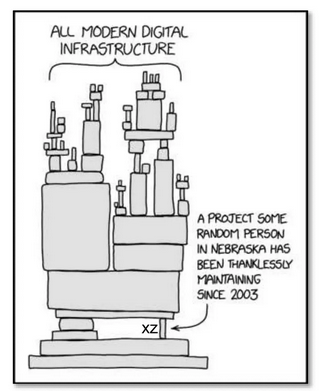 ALL MODERN DIGITAL
INFRASTRUCTURE
A PROJECT SOME
RANDOM PERSON
IN NEBRASKA HAS
BEEN THANKLESSLY
MAINTAINING
SINCE 2003
XZ